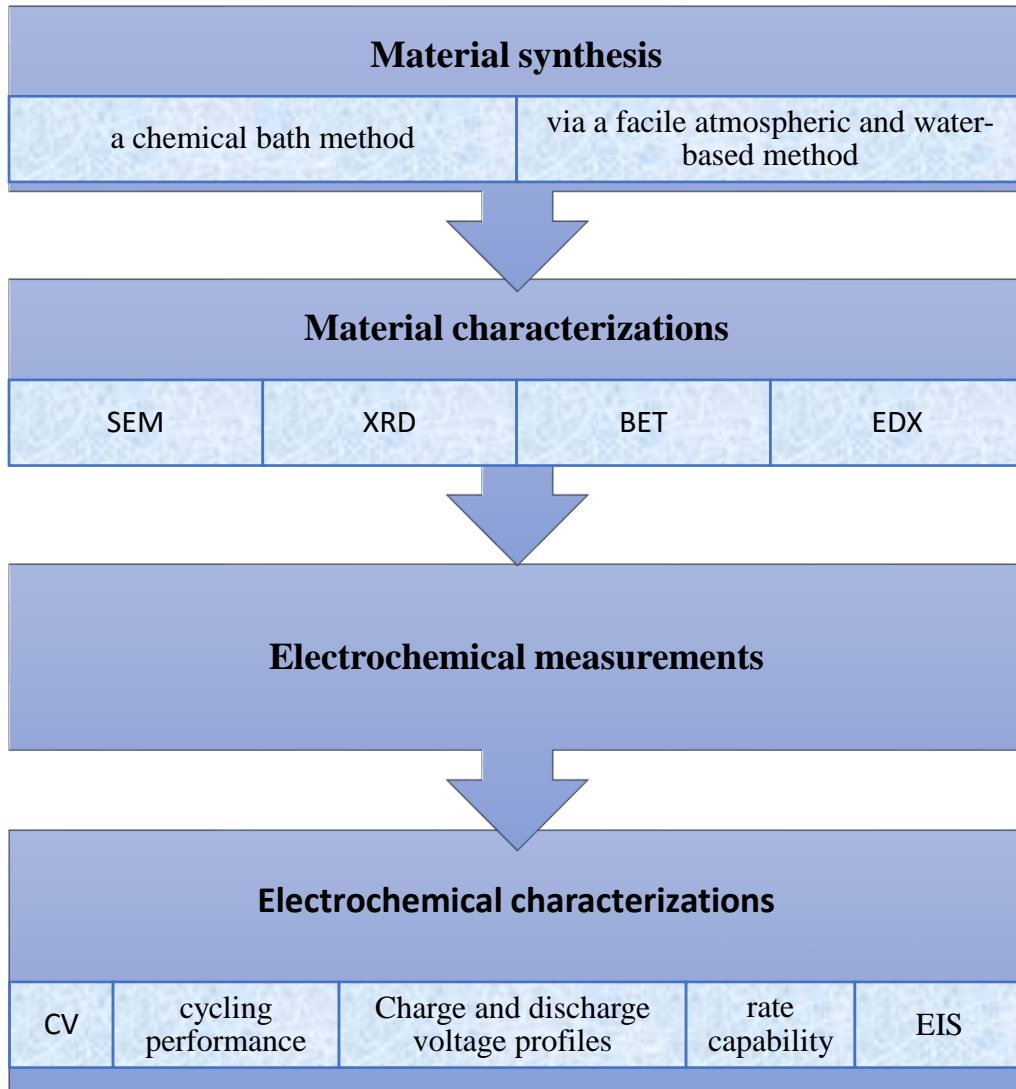 Material synthesis
a chemical bath method
via a facile atmospheric and water-
based method
Material characterizations
SEM
XRD
BET
EDX
Electrochemical measurements
Electrochemical characterizations
CV
cycling
performance
Charge and discharge
voltage profiles
rate
capability
EIS